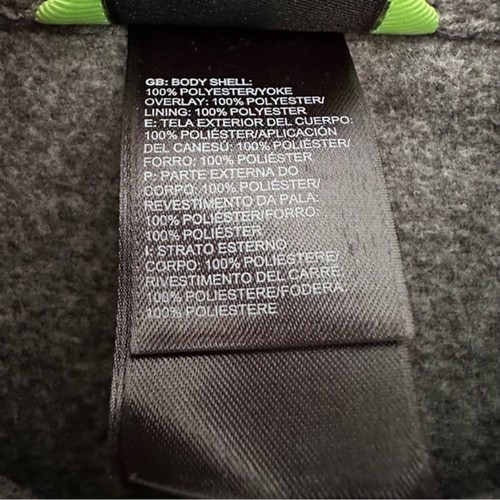 GB: BODY SHELL:
100% POLYESTER/YOKE
OVERLAY: 100% POLYESTER/
LINING: 100% POLYESTER
E: TELA EXTERIOR DEL CUERPO:
100% POLIÉSTER/APLICACIÓN
DEL CANESÚ: 100% POLIÉSTER/
FORRO: 100% POLIÉSTER
P: PARTE EXTERNA DO
CORPO: 100% POLIÉSTER/
REVESTIMENTO DA PALA:
100% POLIÉSTER/FORRO:
100% POLIÉSTER
I: STRATO ESTERNO
CORPO: 100% POLIESTERE/
RIVESTIMENTO DEL CARRÉ:
100% POLIESTERE/FODERA:
100% POLIESTERE